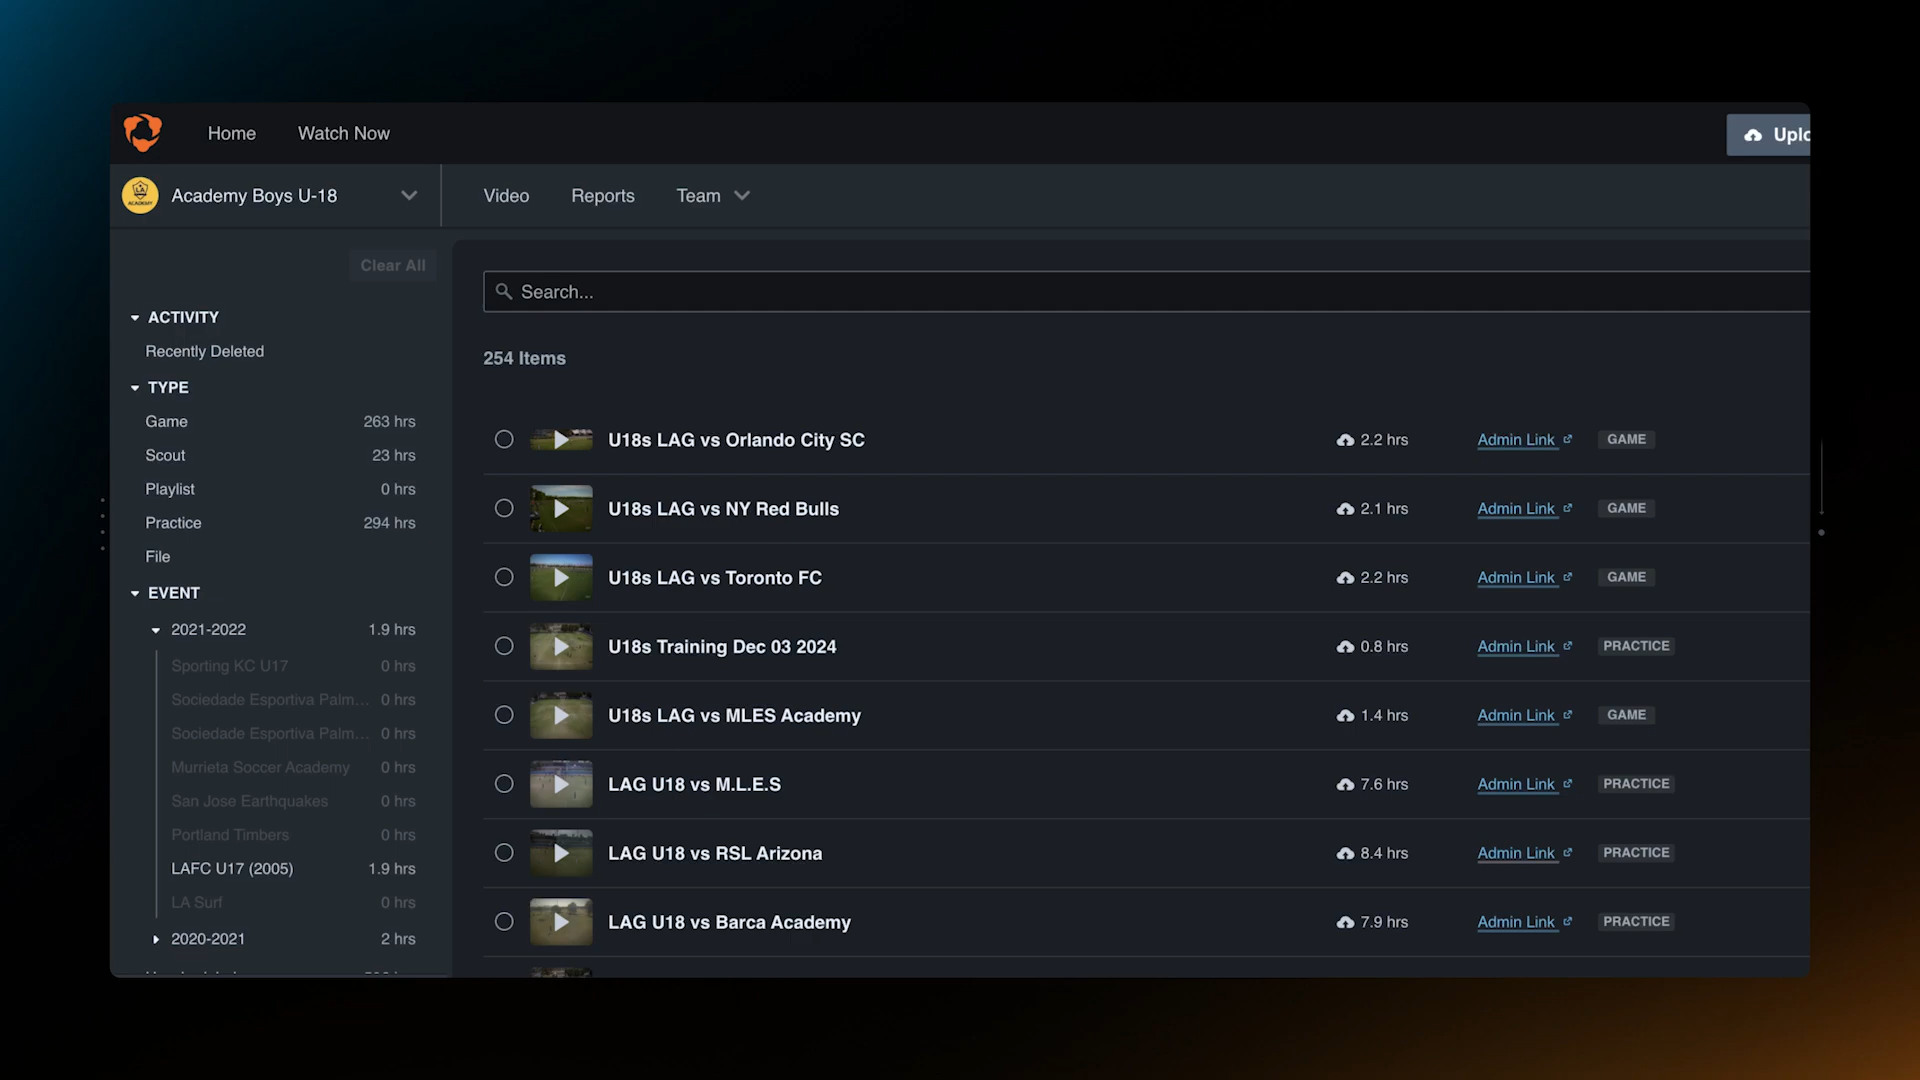 Home
Watch Now
Uplo
Academy Boys U-18
Video
Reports
Team
Clear All
ACTIVITY
Recently Deleted
TYPE
Game 263 hrs
Scout 23 hrs
Playlist 0 hrs
Practice 294 hrs
File
EVENT
2021-2022 1.9 hrs
Sporting KC U17 0 hrs
Sociedade Esportiva Palm... 0 hrs
Sociedade Esportiva Palm... 0 hrs
Murrieta Soccer Academy 0 hrs
San Jose Earthquakes 0 hrs
Portland Timbers 0 hrs
LAFC U17 (2005) 1.9 hrs
LA Surf 0 hrs
2020-2021 2 hrs
Search...
254 Items
U18s LAG vs Orlando City SC 2.2 hrs Admin Link GAME
U18s LAG vs NY Red Bulls 2.1 hrs Admin Link GAME
U18s LAG vs Toronto FC 2.2 hrs Admin Link GAME
U18s Training Dec 03 2024 0.8 hrs Admin Link PRACTICE
U18s LAG vs MLES Academy 1.4 hrs Admin Link GAME
LAG U18 vs M.L.E.S 7.6 hrs Admin Link PRACTICE
LAG U18 vs RSL Arizona 8.4 hrs Admin Link PRACTICE
LAG U18 vs Barca Academy 7.9 hrs Admin Link PRACTICE